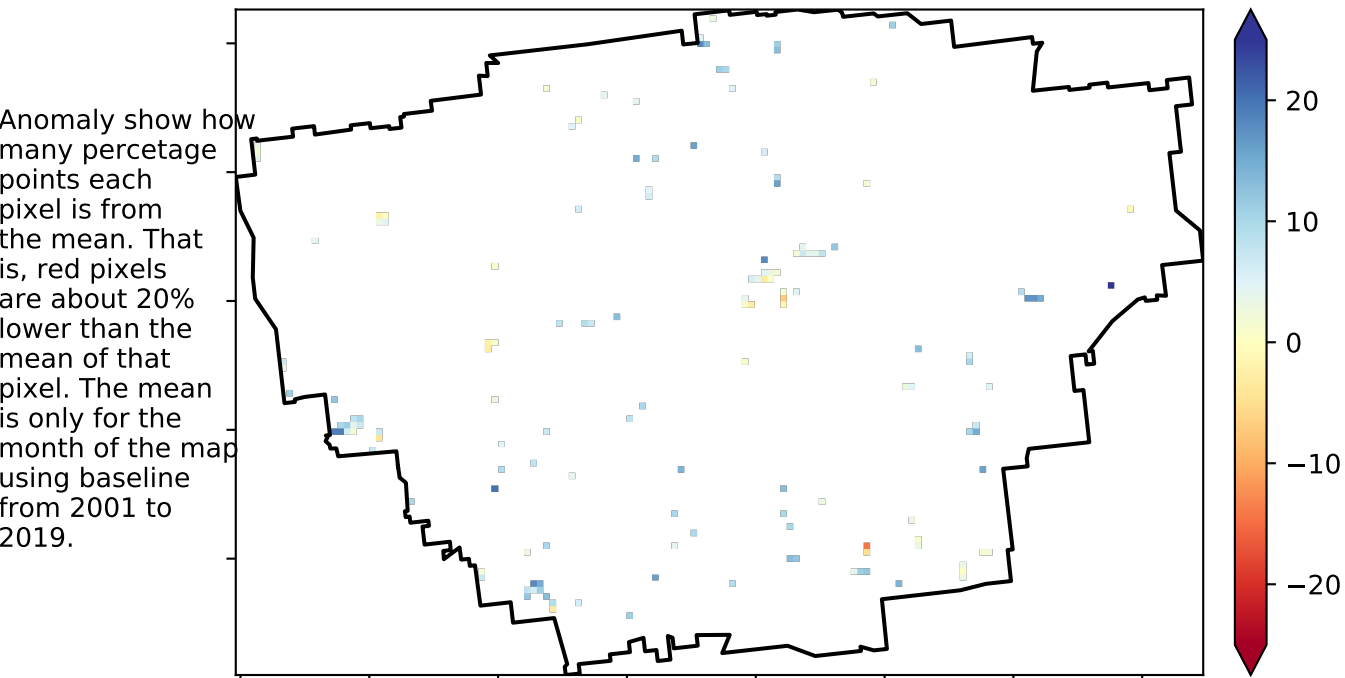 Anomaly show how
many percetage
points each
pixel is from
the mean. That
is, red pixels
are about 20%
lower than the
mean of that
pixel. The mean
is only for the
month of the map
using baseline
from 2001 to
2019.
20
10
0
−10
−20